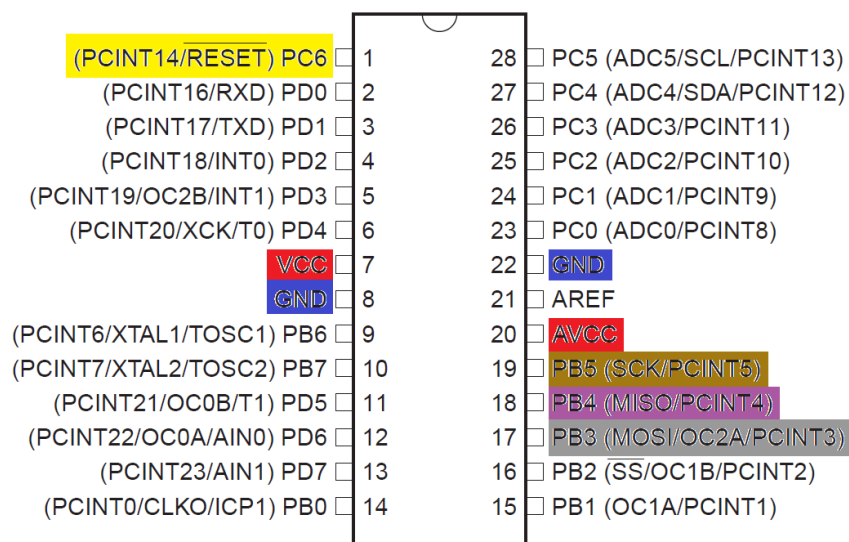 (PCINT14/RESET) PC6 1 28 PC5 (ADC5/SCL/PCINT13)
(PCINT16/RXD) PD0 2 27 PC4 (ADC4/SDA/PCINT12)
(PCINT17/TXD) PD1 3 26 PC3 (ADC3/PCINT11)
(PCINT18/INT0) PD2 4 25 PC2 (ADC2/PCINT10)
(PCINT19/OC2B/INT1) PD3 5 24 PC1 (ADC1/PCINT9)
(PCINT20/XCK/T0) PD4 6 23 PC0 (ADC0/PCINT8)
VCC 7 22 GND
GND 8 21 AREF
(PCINT6/XTAL1/TOSC1) PB6 9 20 AVCC
(PCINT7/XTAL2/TOSC2) PB7 10 19 PB5 (SCK/PCINT5)
(PCINT21/OC0B/T1) PD5 11 18 PB4 (MISO/PCINT4)
(PCINT22/OC0A/AIN0) PD6 12 17 PB3 (MOSI/OC2A/PCINT3)
(PCINT23/AIN1) PD7 13 16 PB2 (SS/OC1B/PCINT2)
(PCINT0/CLKO/ICP1) PB0 14 15 PB1 (OC1A/PCINT1)